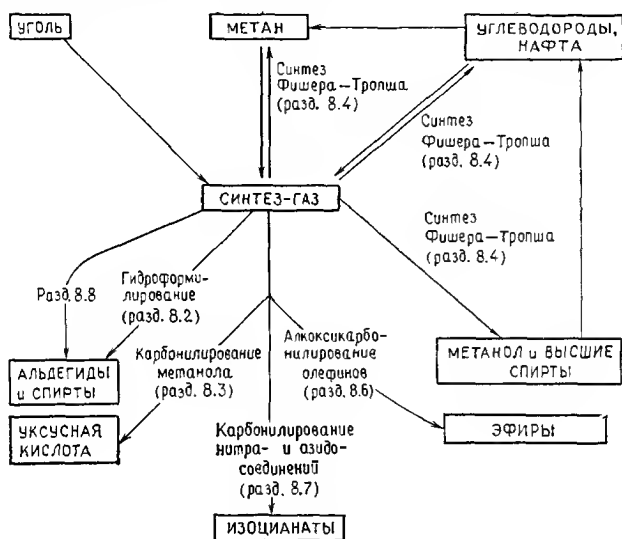 УГОЛЬ
МЕТАН
УГЛЕВОДОРОДЫ,
НАФТА
Синтез
Фишера—Тропша
(разд. 8.4)
Синтез
Фишера—Тропша
(разд. 8.4)
СИНТЕЗ-ГАЗ
Синтез
Фишера—Тропша
(разд. 8.4)
Разд. 8.8
Гидроформи-
лирование
(разд. 8.2)
Карбонилирование
метанола
(разд. 8.3)
Алкоксикарбо-
нилирование
олефинов
(разд. 8.6)
МЕТАНОЛ и ВЫСШИЕ
СПИРТЫ
АЛЬДЕГИДЫ
и СПИРТЫ
УКСУСНАЯ
КИСЛОТА
ЭФИРЫ
Карбонилирование
нитра- и азидо-
соединений
(разд. 8.7)
ИЗОЦИАНАТЫ